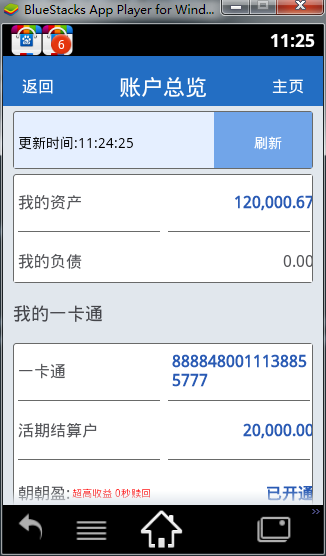 BlueStacks App Player for Wind...
6
11:25
返回
账户总览
主页
更新时间:11:24:25
刷新
我的资产
120,000.67
我的负债
0.00
我的一卡通
一卡通
888848001113885
5777
活期结算户
20,000.00
朝朝盈:超高收益 0秒赎回
已开通